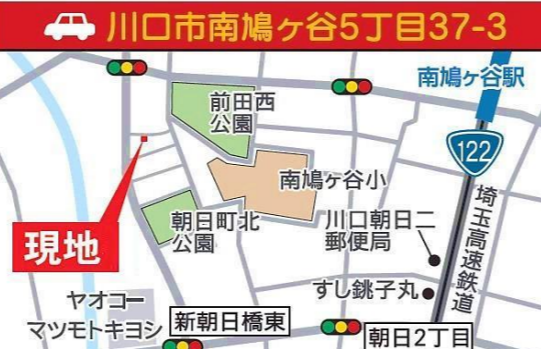 川口市南鳩ヶ谷5丁目37-3
南鳩ヶ谷駅
前田西
公園
122
南鳩ヶ谷小
埼玉高速鉄道
朝日町北
公園
川口朝日二
郵便局
現地
すし銚子丸
ヤオコー
マツモトキヨシ
新朝日橋東
朝日2丁目